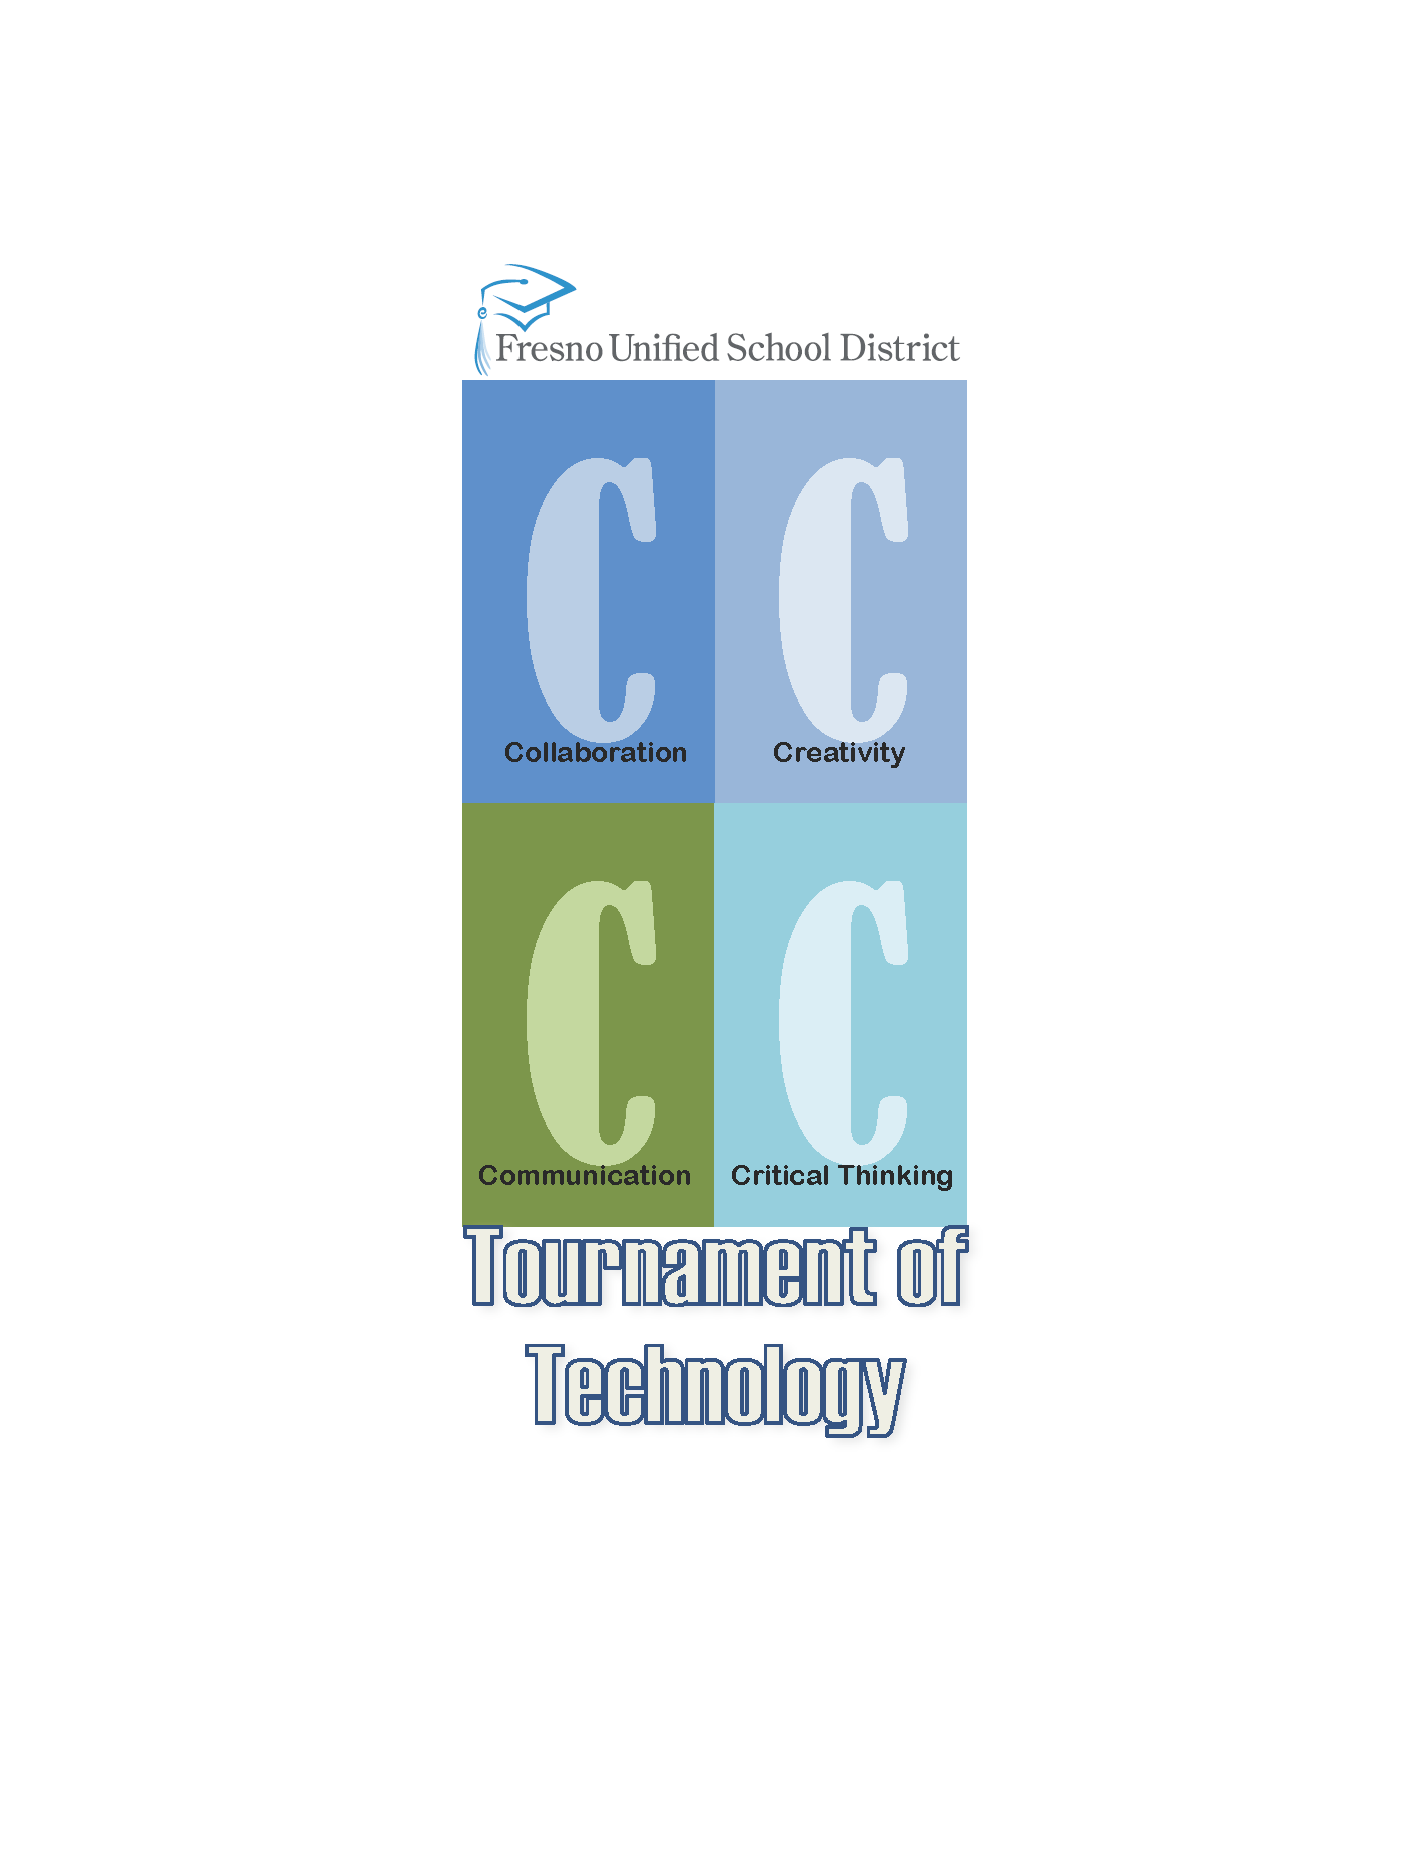 Fresno Unified School District
C C
Collaboration Creativity
C C
Communication Critical Thinking
Tournament of
Technology